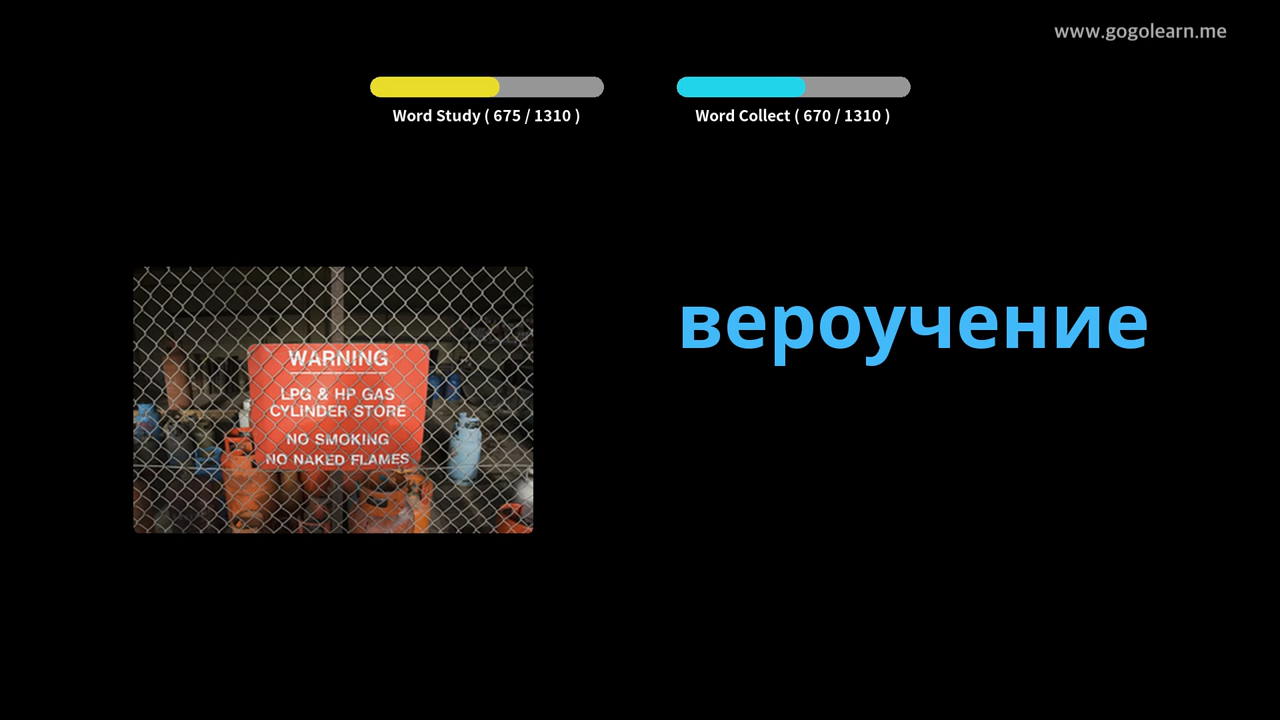 www.gogolearn.me
Word Study ( 675 / 1310 )
Word Collect ( 670 / 1310 )
вероучение
WARNING
LPG & HP GAS
CYLINDER STORE
NO SMOKING
NO NAKED FLAMES